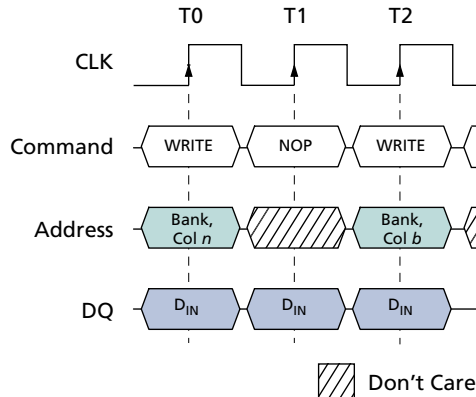 T0 T1 T2
CLK
Command WRITE NOP WRITE
Address Bank, Col n Bank, Col b
DQ DIN DIN DIN
Don't Care